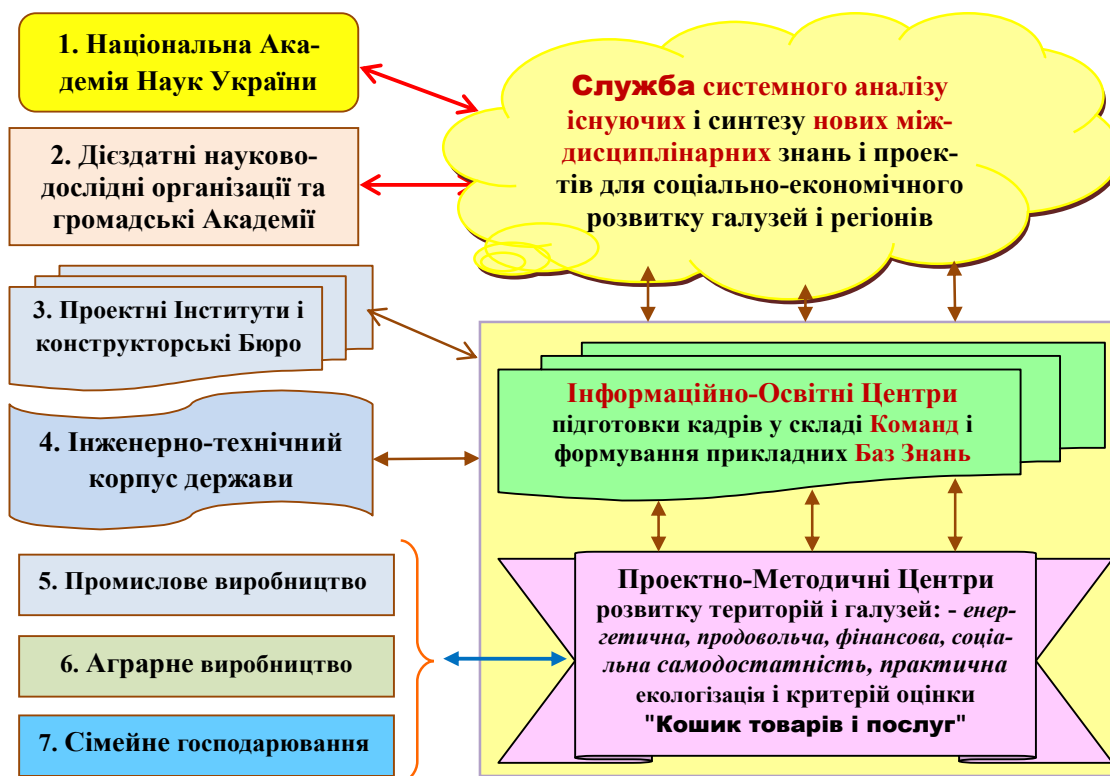 1. Національна Ака-
демія Наук України
2. Дієздатні науково-
дослідні організації та
громадські Академії
3. Проектні Інститути і
конструкторські Бюро
4. Інженерно-технічний
корпус держави
5. Промислове виробництво
6. Аграрне виробництво
7. Сімейне господарювання
Служба системного аналізу
існуючих і синтезу нових між-
дисциплінарних знань і проек-
тів для соціально-економічного
розвитку галузей і регіонів
Інформаційно-Освітні Центри
підготовки кадрів у складі Команд і
формування прикладних Баз Знань
Проектно-Методичні Центри
розвитку територій і галузей: - енер-
гетична, продовольча, фінансова, соціа-
льна самодостатність, практична
екологізація і критерій оцінки
"Кошик товарів і послуг"